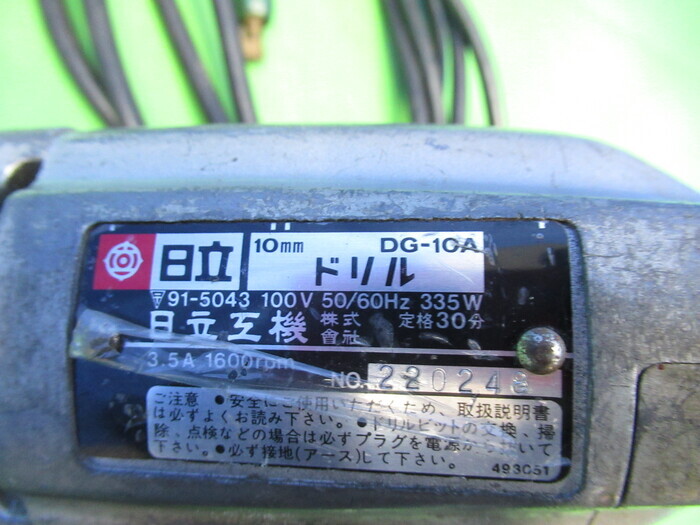 日立
10mm DG-10A
ドリル
〒91-5043 100V 50/60Hz 335W
日立工機 株式會社 定格30分
3.5A 1600rpm
NO. 220248
ご注意 ●安全にご使用いただくため、取扱説明書
は必ずよくお読み下さい。●ドリルビットの交換、掃
除、点検などの場合は必ずプラグを電源から抜いて
下さい。●必ず接地(アース)して下さい。
493051